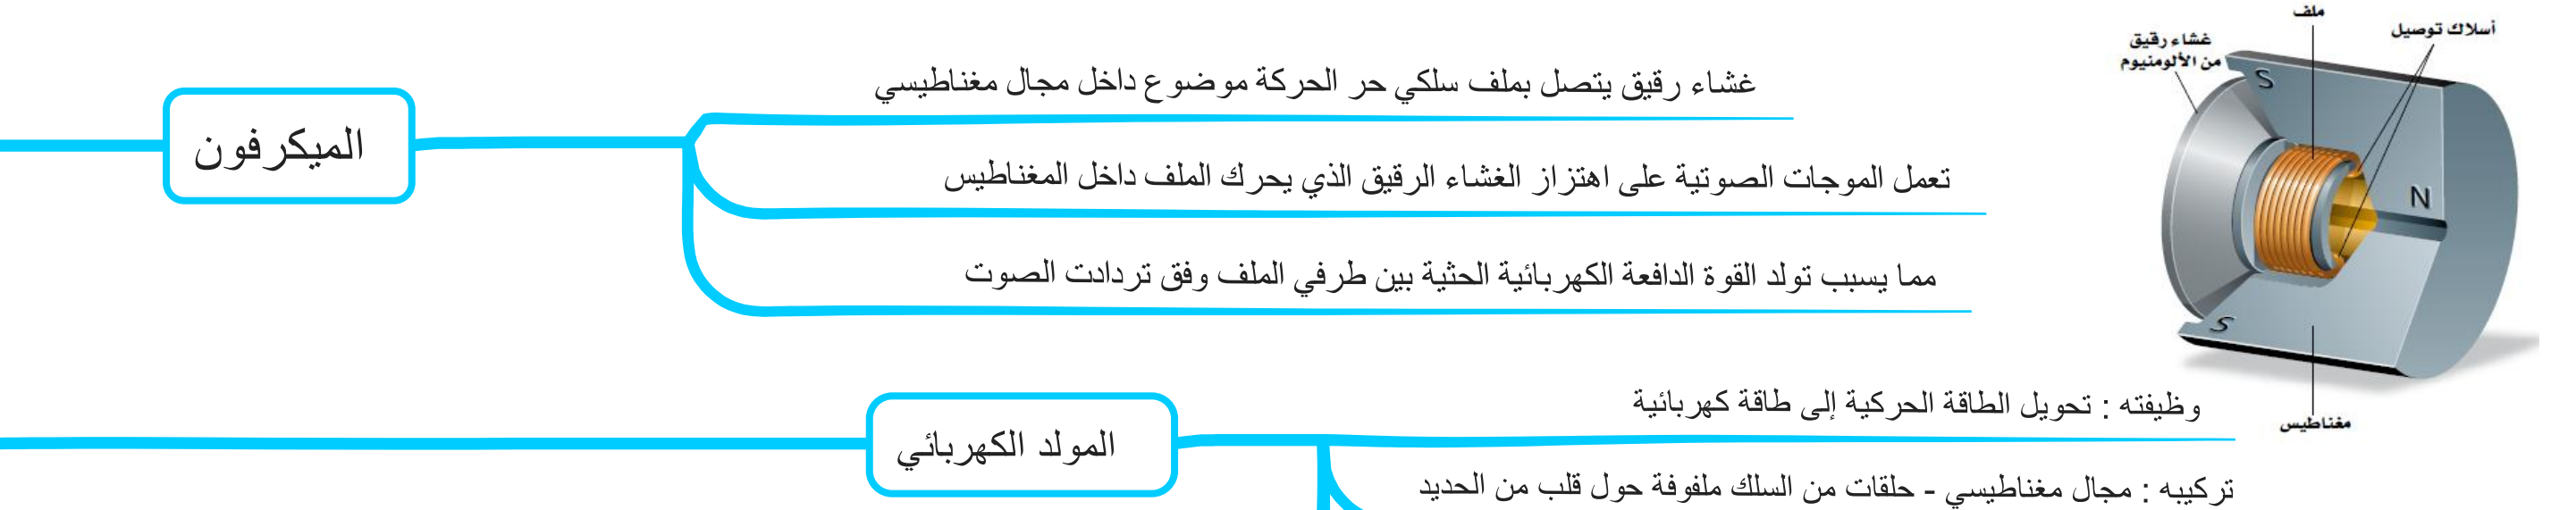 ملف
أسلاك توصيل
غشاء رقيق
من الألومنيوم
S
N
S
مغناطيس
الميكرفون
غشاء رقيق يتصل بملف سلكي حر الحركة موضوع داخل مجال مغناطيسي
تعمل الموجات الصوتية على اهتزاز الغشاء الرقيق الذي يحرك الملف داخل المغناطيس
مما يسبب تولد القوة الدافعة الكهربائية الحثية بين طرفي الملف وفق تردادت الصوت
المولد الكهربائي
وظيفته : تحويل الطاقة الحركية إلى طاقة كهربائية
تركيبه : مجال مغناطيسي - حلقات من السلك ملفوفة حول قلب من الحديد